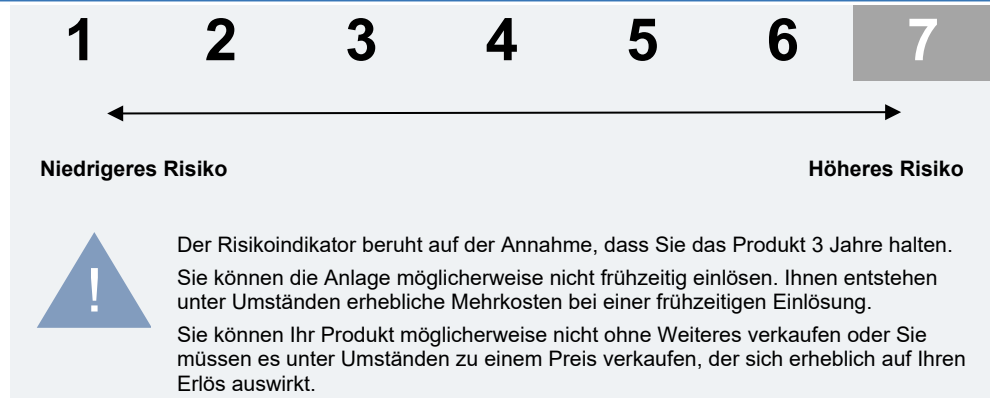 1 2 3 4 5 6 7
Niedrigeres Risiko Höheres Risiko
!
Der Risikoindikator beruht auf der Annahme, dass Sie das Produkt 3 Jahre halten.
Sie können die Anlage möglicherweise nicht frühzeitig einlösen. Ihnen entstehen
unter Umständen erhebliche Mehrkosten bei einer frühzeitigen Einlösung.
Sie können Ihr Produkt möglicherweise nicht ohne Weiteres verkaufen oder Sie
müssen es unter Umständen zu einem Preis verkaufen, der sich erheblich auf Ihren
Erlös auswirkt.